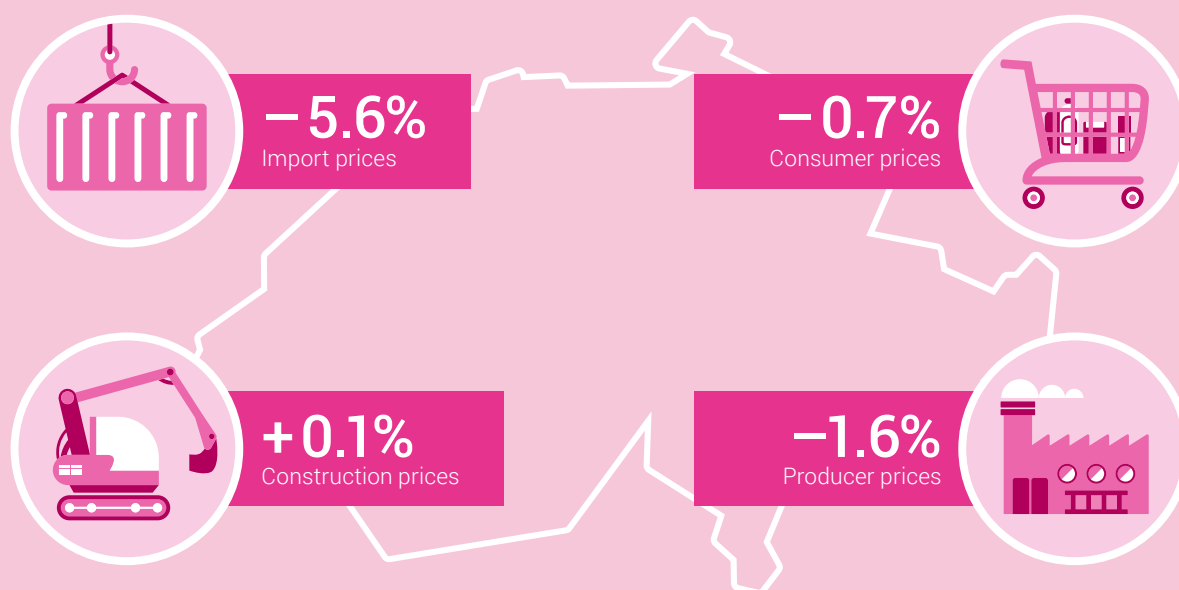 –5.6%
Import prices
–0.7%
Consumer prices
+0.1%
Construction prices
–1.6%
Producer prices